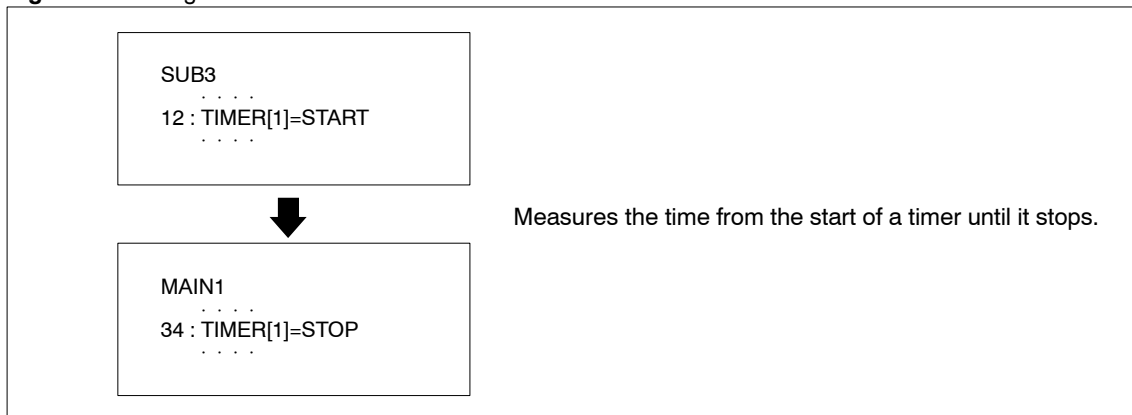 SUB3
. . . .
12 : TIMER[1]=START
. . . .
Measures the time from the start of a timer until it stops.
MAIN1
. . . .
34 : TIMER[1]=STOP
. . . .